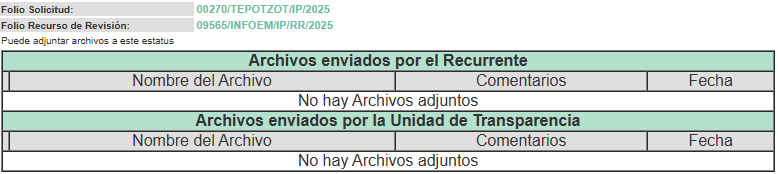 Folio Solicitud: 00270/TEPOTZOT/IP/2025
Folio Recurso de Revisión: 09565/INFOEM/IP/RR/2025
Puede adjuntar archivos a este estatus
Archivos enviados por el Recurrente
Nombre del Archivo Comentarios Fecha
No hay Archivos adjuntos
Archivos enviados por la Unidad de Transparencia
Nombre del Archivo Comentarios Fecha
No hay Archivos adjuntos